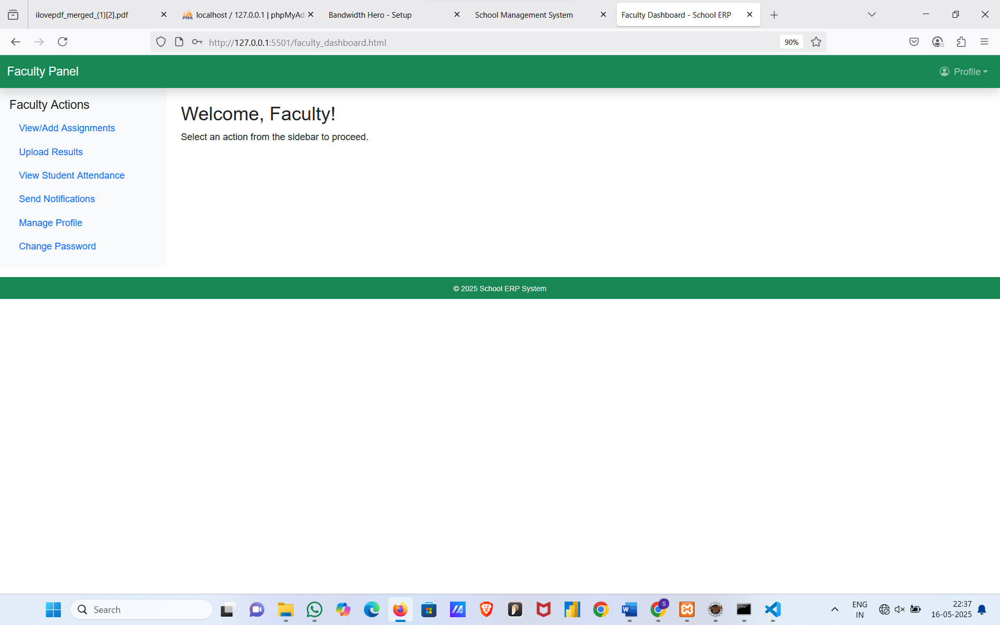 ilovepdf_merged_(1)[2].pdf
localhost / 127.0.0.1 | phpMyAd
Bandwidth Hero - Setup
School Management System
Faculty Dashboard - School ERP
http://127.0.0.1:5501/faculty_dashboard.html
90%
Faculty Panel
Profile
Faculty Actions
View/Add Assignments
Upload Results
View Student Attendance
Send Notifications
Manage Profile
Change Password
Welcome, Faculty!
Select an action from the sidebar to proceed.
© 2025 School ERP System
Search
S
ENG
IN
22:37
16-05-2025